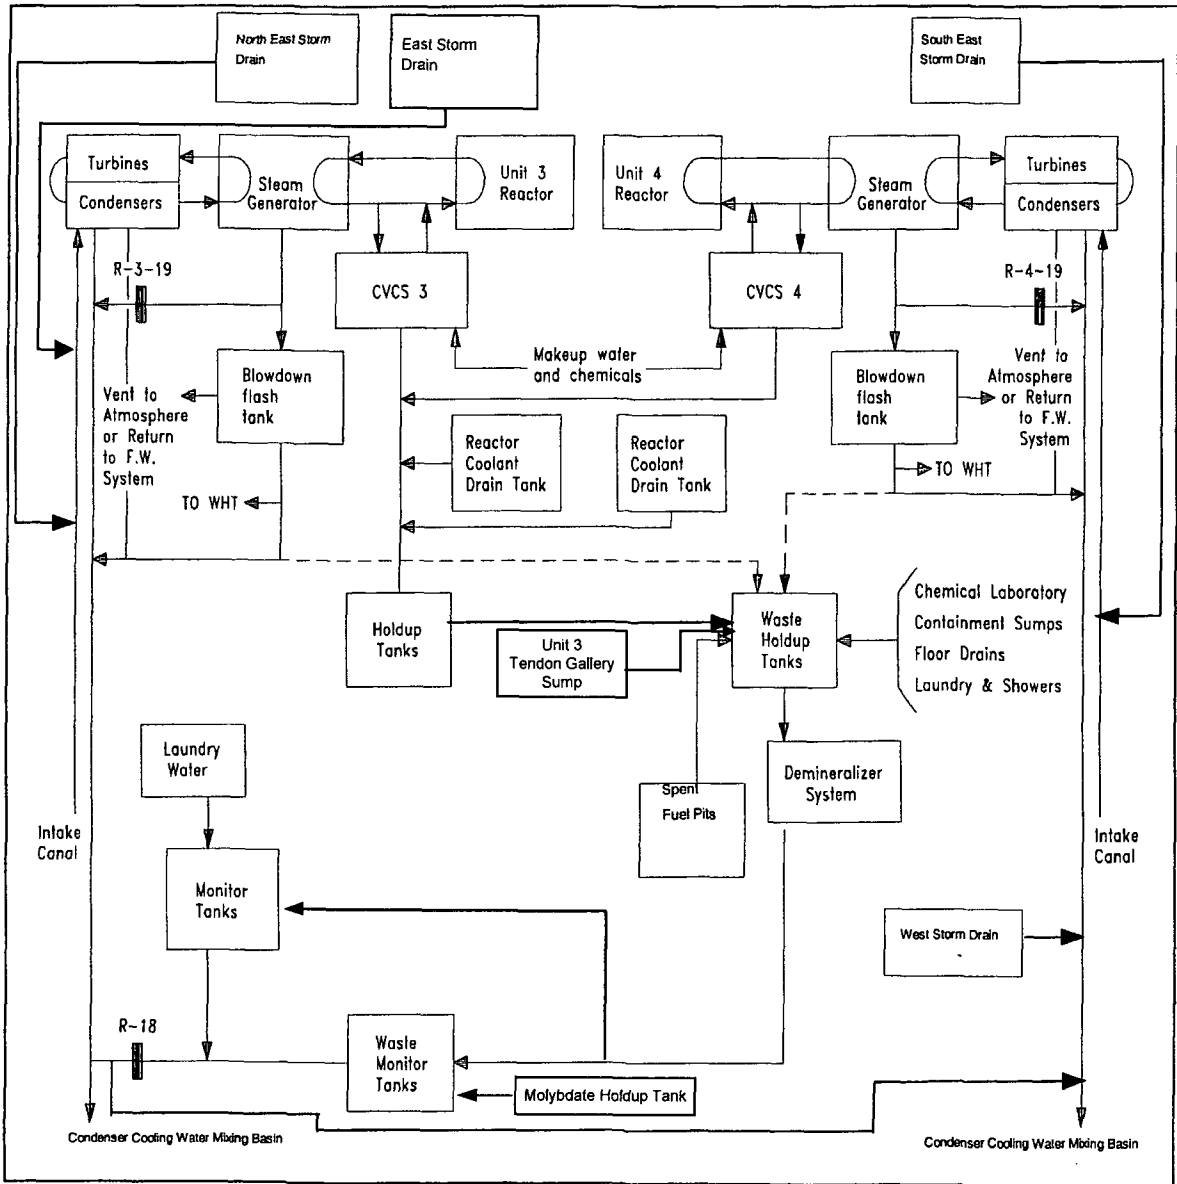 North East Storm
Drain
East Storm
Drain
South East
Storm Drain
Turbines
Condensers
Steam
Generator
Unit 3
Reactor
Unit 4
Reactor
Steam
Generator
Turbines
Condensers
R-3-19
CVCS 3
CVCS 4
R-4-19
Makeup water
and chemicals
Blowdown
flash
tank
Vent to
Atmosphere
or Return
to F.W.
System
Blowdown
flash
tank
Vent to
Atmosphere
or Return
to F.W.
System
Reactor
Coolant
Drain Tank
Reactor
Coolant
Drain Tank
TO WHT
TO WHT
Holdup
Tanks
Unit 3
Tendon Gallery
Sump
Waste
Holdup
Tanks
Chemical Laboratory
Containment Sumps
Floor Drains
Laundry & Showers
Laundry
Water
Spent
Fuel Pits
Demineralizer
System
Intake
Canal
Intake
Canal
Monitor
Tanks
West Storm Drain
R-18
Waste
Monitor
Tanks
Molybdate Holdup Tank
Condenser Cooling Water Mixing Basin
Condenser Cooling Water Mixing Basin